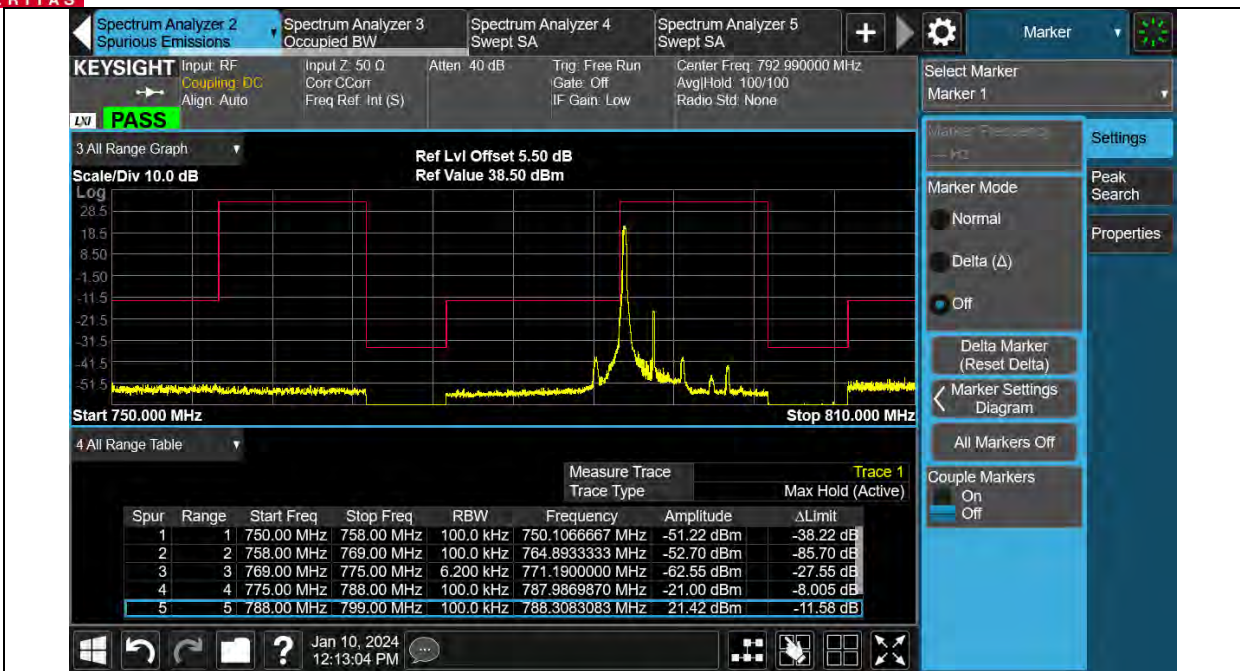 Spectrum Analyzer 2
Spurious Emissions
Spectrum Analyzer 3
Occupied BW
Spectrum Analyzer 4
Swept SA
Spectrum Analyzer 5
Swept SA
+
Marker
KEYSIGHT
Input: RF
Coupling: DC
Align: Auto
Input Z: 50 Ω
Corr CCorr
Freq Ref: Int (S)
Atten: 40 dB
Trig: Free Run
Gate: Off
IF Gain: Low
Center Freq: 792.990000 MHz
Avg|Hold: 100/100
Radio Std: None
LXI
PASS
Select Marker
Marker 1
Marker Frequency
--- Hz
Settings
Peak
Search
Properties
Marker Mode
Normal
Delta (Δ)
Off
Delta Marker
(Reset Delta)
Marker Settings
Diagram
All Markers Off
Couple Markers
On
Off
3 All Range Graph
Ref Lvl Offset 5.50 dB
Scale/Div 10.0 dB
Ref Value 38.50 dBm
Log
28.5
18.5
8.50
-1.50
-11.5
-21.5
-31.5
-41.5
-51.5
Start 750.000 MHz
Stop 810.000 MHz
4 All Range Table
Measure Trace Trace 1
Trace Type Max Hold (Active)
Spur Range Start Freq Stop Freq RBW Frequency Amplitude ΔLimit
1 1 750.00 MHz 758.00 MHz 100.0 kHz 750.1066667 MHz -51.22 dBm -38.22 dB
2 2 758.00 MHz 769.00 MHz 100.0 kHz 764.8933333 MHz -52.70 dBm -85.70 dB
3 3 769.00 MHz 775.00 MHz 6.200 kHz 771.1900000 MHz -62.55 dBm -27.55 dB
4 4 775.00 MHz 788.00 MHz 100.0 kHz 787.9869870 MHz -21.00 dBm -8.005 dB
5 5 788.00 MHz 799.00 MHz 100.0 kHz 788.3083083 MHz 21.42 dBm -11.58 dB
?
Jan 10, 2024
12:13:04 PM